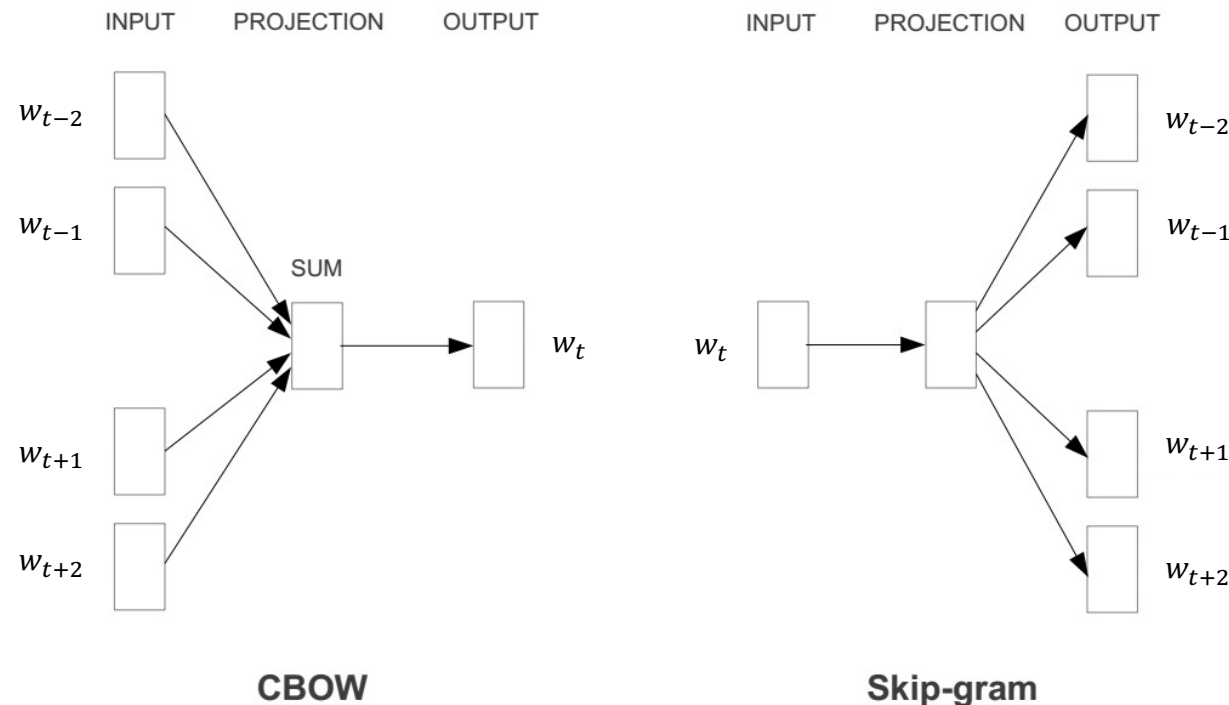 INPUT PROJECTION OUTPUT
w_{t-2}
w_{t-1}
SUM
w_t
w_{t+1}
w_{t+2}
CBOW
INPUT PROJECTION OUTPUT
w_{t-2}
w_{t-1}
w_t
w_{t+1}
w_{t+2}
Skip-gram